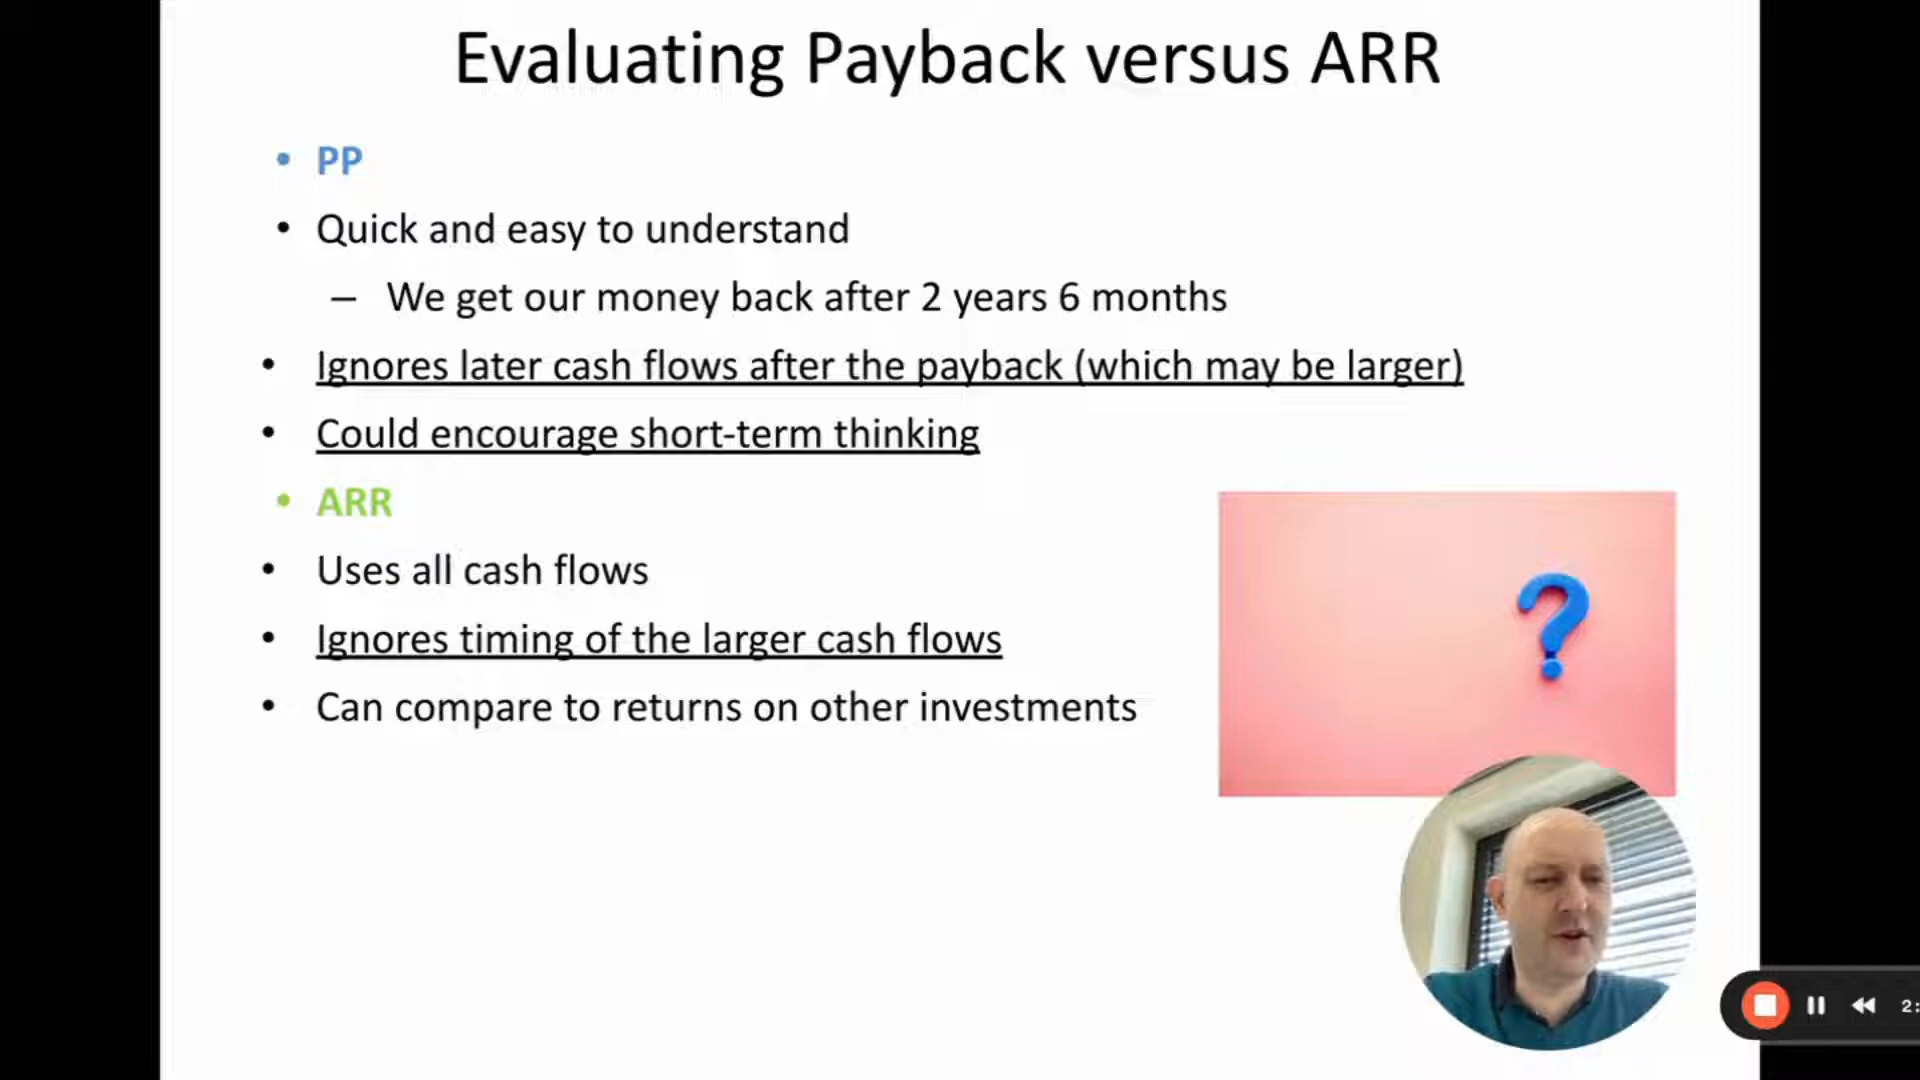 Evaluating Payback versus ARR
• PP
• Quick and easy to understand
– We get our money back after 2 years 6 months
• Ignores later cash flows after the payback (which may be larger)
• Could encourage short-term thinking
• ARR
• Uses all cash flows
• Ignores timing of the larger cash flows
• Can compare to returns on other investments
?
2: